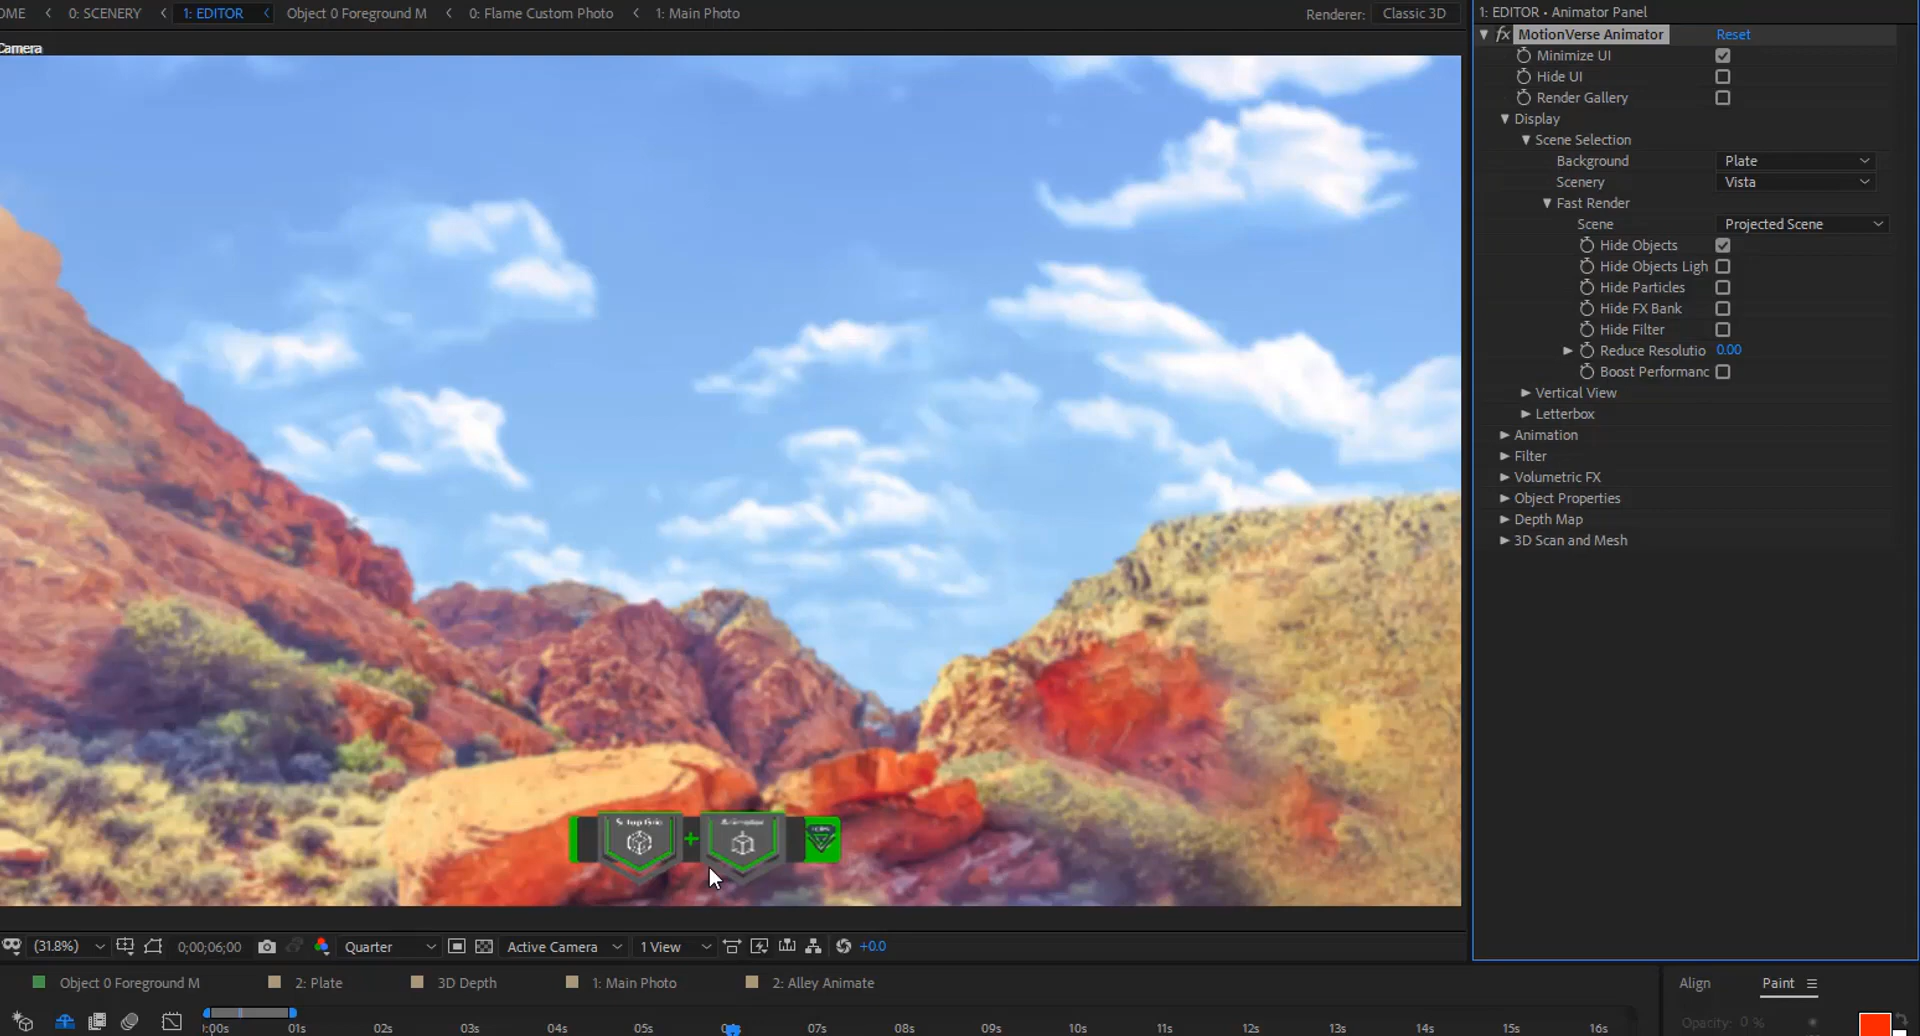 OME
0: SCENERY
1: EDITOR
Object 0 Foreground M
0: Flame Custom Photo
1: Main Photo
Renderer:
Classic 3D
Camera
1: EDITOR • Animator Panel
fx MotionVerse Animator Reset
Minimize UI
Hide UI
Render Gallery
Display
Scene Selection
Background Plate
Scenery Vista
Fast Render
Scene Projected Scene
Hide Objects
Hide Objects Ligh
Hide Particles
Hide FX Bank
Hide Filter
Reduce Resolutio 0.00
Boost Performanc
Vertical View
Letterbox
Animation
Filter
Volumetric FX
Object Properties
Depth Map
3D Scan and Mesh
(31.8%)
0;00;06;00
Quarter
Active Camera
1 View
+0.0
Object 0 Foreground M
2: Plate
3D Depth
1: Main Photo
2: Alley Animate
Align
Paint
:00s 01s 02s 03s 04s 05s 07s 08s 09s 10s 11s 12s 13s 14s 15s 16s
Opacity: 0 %